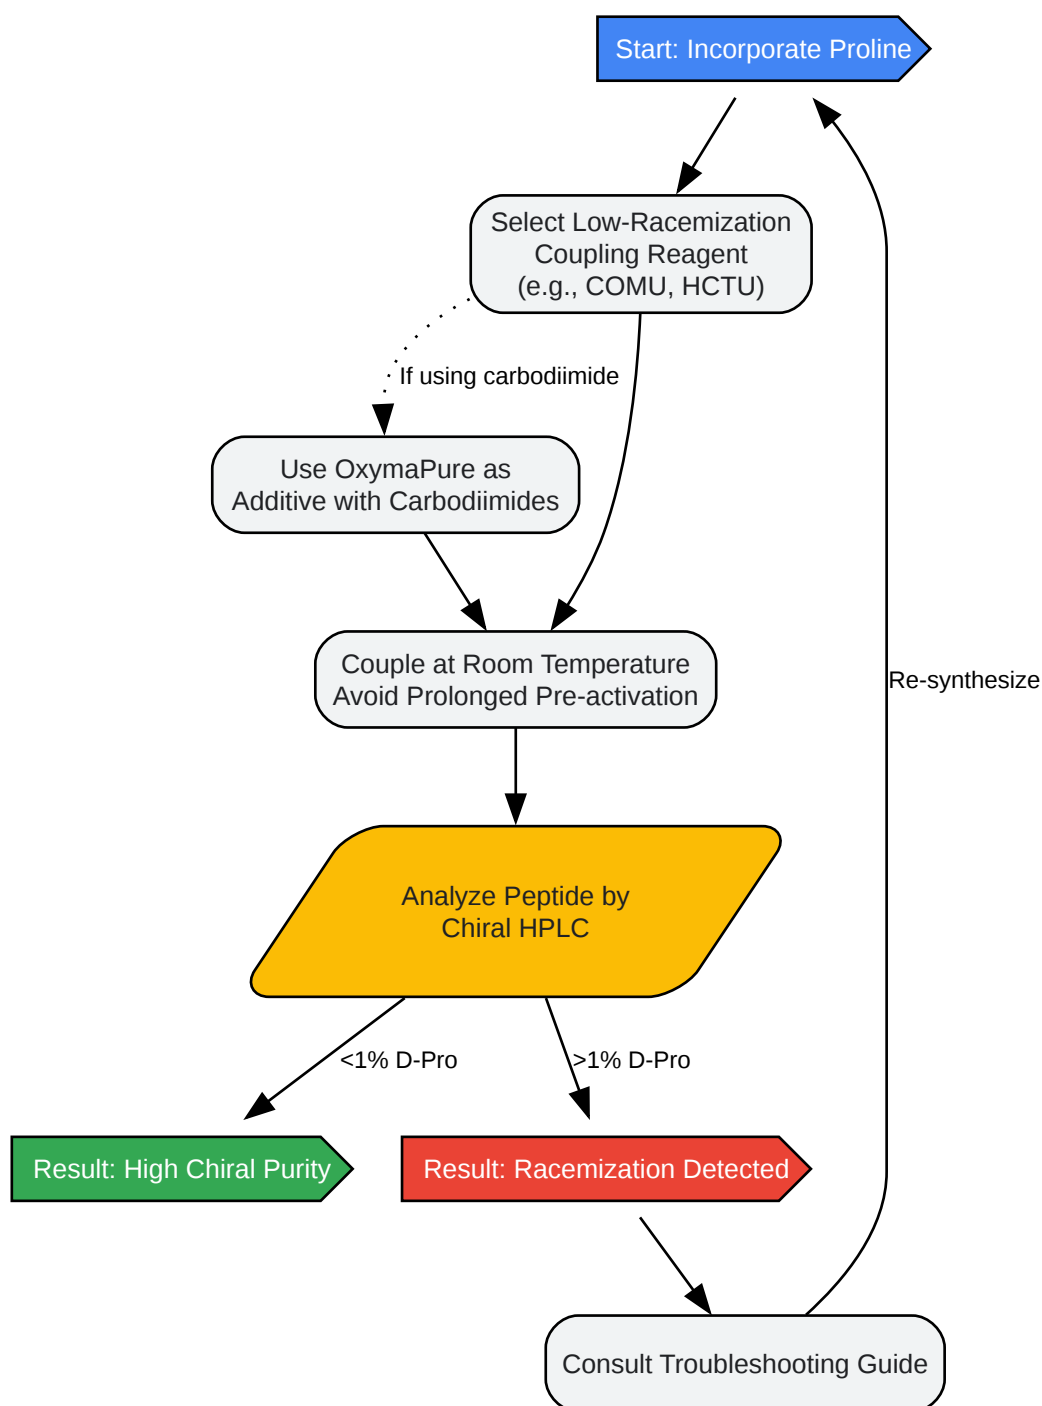 Start: Incorporate Proline
Select Low-Racemization
Coupling Reagent
(e.g., COMU, HCTU)
If using carbodiimide
Use OxymaPure as
Additive with Carbodiimides
Couple at Room Temperature
Avoid Prolonged Pre-activation
Re-synthesize
Analyze Peptide by
Chiral HPLC
<1% D-Pro
>1% D-Pro
Result: High Chiral Purity
Result: Racemization Detected
Consult Troubleshooting Guide